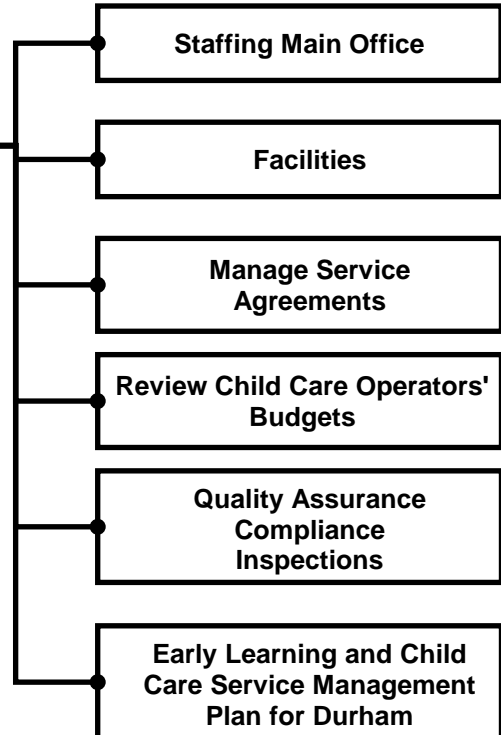 Staffing Main Office
Facilities
Manage Service
Agreements
Review Child Care Operators'
Budgets
Quality Assurance
Compliance
Inspections
Early Learning and Child
Care Service Management
Plan for Durham